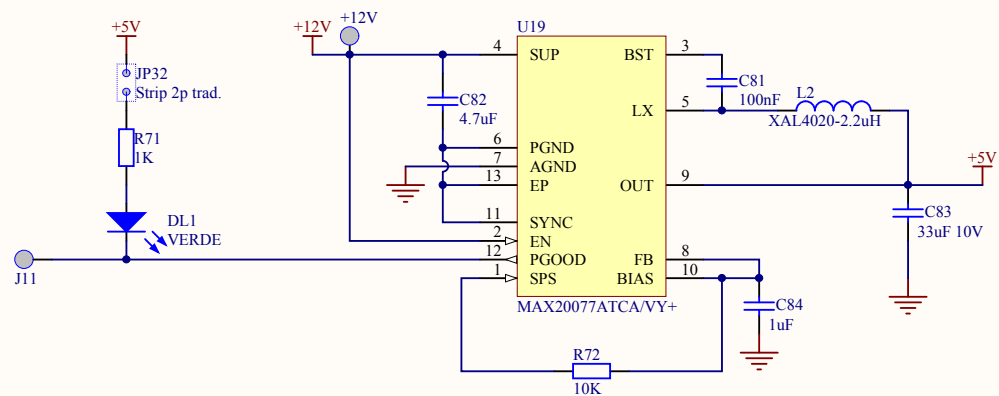 +5V
JP32
Strip 2p trad.
R71
1K
DL1
VERDE
J11
+12V
+12V
C82
4.7uF
U19
4 SUP BST 3
LX 5
6 PGND
7 AGND
13 EP OUT 9
11 SYNC
2 EN
12 PGOOD FB 8
1 SPS BIAS 10
MAX20077ATCA/VY+
C81
100nF
L2
XAL4020-2.2uH
+5V
C83
33uF 10V
C84
1uF
R72
10K